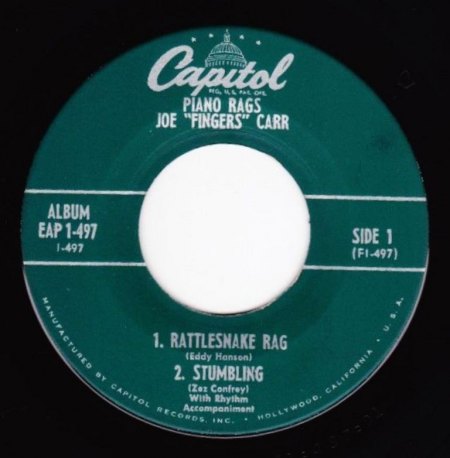 Capitol
REG. U.S. PAT. OFF.
PIANO RAGS
JOE "FINGERS" CARR
ALBUM
EAP 1-497
1-497
SIDE 1
(F1-497)
1. RATTLESNAKE RAG
(Eddy Hanson)
2. STUMBLING
(Zez Confrey)
With Rhythm
Accompaniment
MANUFACTURED BY CAPITOL RECORDS, INC. • HOLLYWOOD, CALIFORNIA • U.S.A.